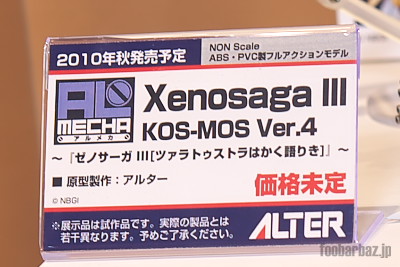 2010年秋発売予定
NON Scale
ABS・PVC製フルアクションモデル
ALMECHA
アルメカ
Xenosaga III
KOS-MOS Ver.4
～『ゼノサーガ III[ツァラトゥストラはかく語りき]』～
■ 原型製作：アルター
価格未定
© NBGI
※展示品は試作品です。実際の製品とは
若干異なります。予めご了承ください。
ALTER
foobarbaz.jp